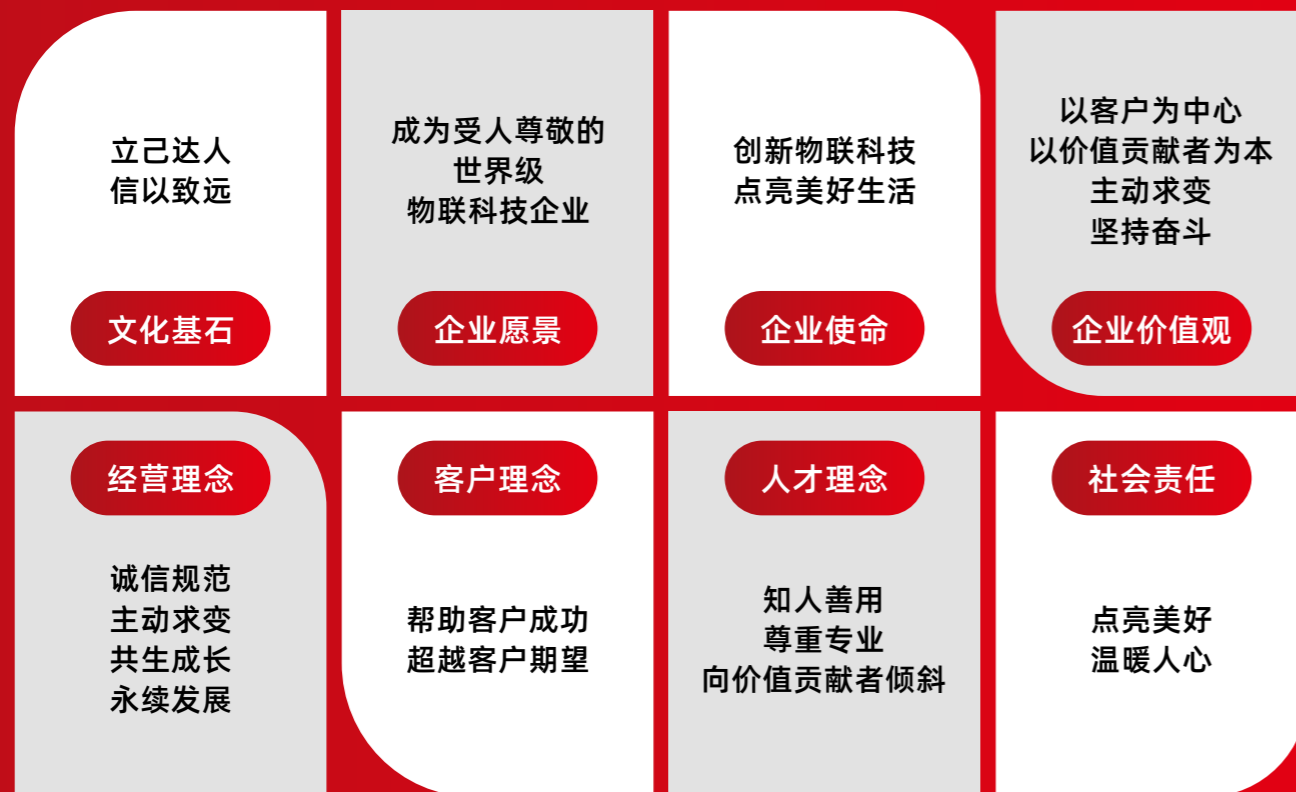 立己达人
信以致远
文化基石
成为受人尊敬的
世界级
物联科技企业
企业愿景
创新物联科技
点亮美好生活
企业使命
以客户为中心
以价值贡献者为本
主动求变
坚持奋斗
企业价值观
经营理念
诚信规范
主动求变
共生成长
永续发展
客户理念
帮助客户成功
超越客户期望
人才理念
知人善用
尊重专业
向价值贡献者倾斜
社会责任
点亮美好
温暖人心